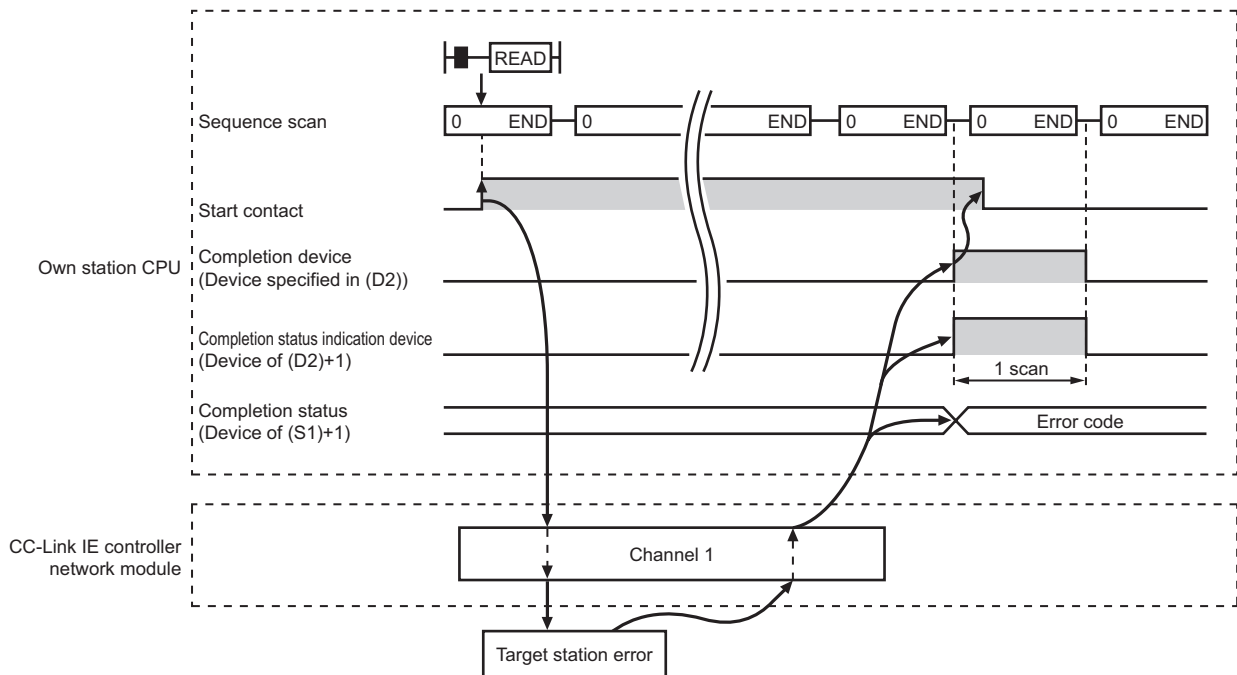 READ
Sequence scan
0 END 0 END 0 END 0 END 0 END
Start contact
Own station CPU
Completion device
(Device specified in (D2))
Completion status indication device
(Device of (D2)+1)
1 scan
Completion status
(Device of (S1)+1)
Error code
CC-Link IE controller
network module
Channel 1
Target station error